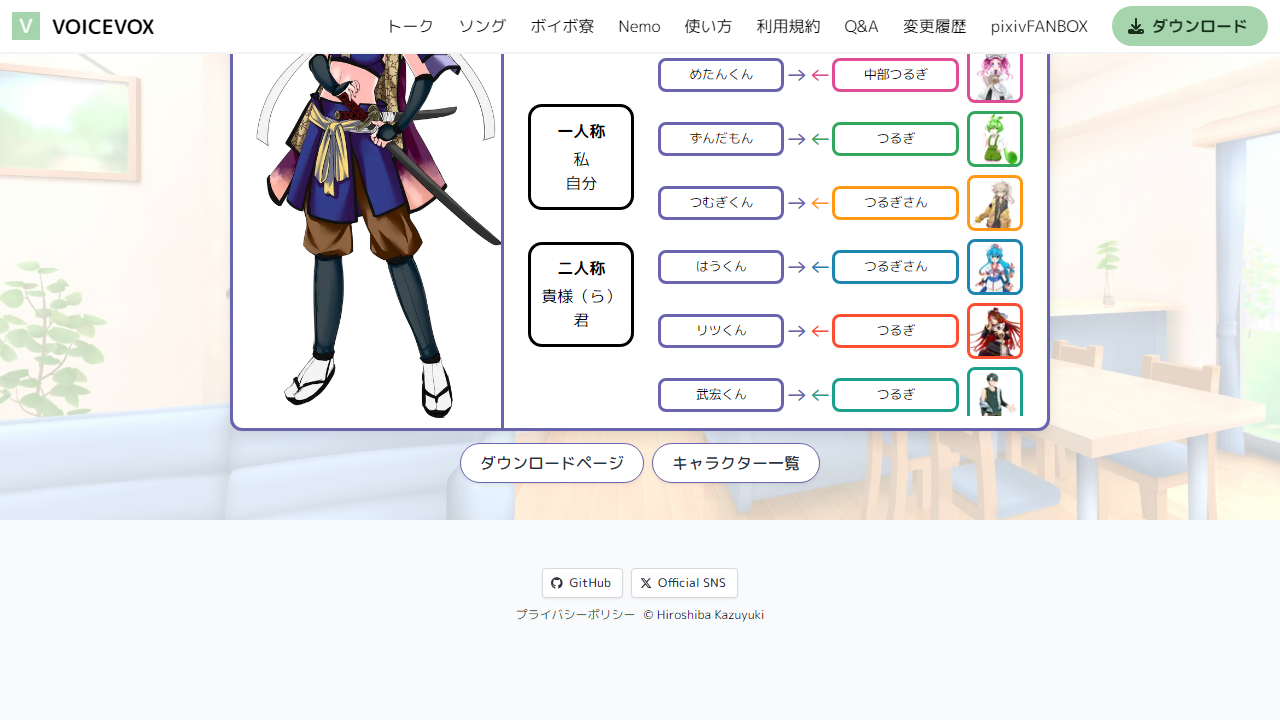 V VOICEVOX トーク ソング ボイボ寮 Nemo 使い方 利用規約 Q&A 変更履歴 pixivFANBOX ダウンロード
一人称
私
自分
二人称
貴様（ら）
君
めたんくん → ← 中部つるぎ
ずんだもん → ← つるぎ
つむぎくん → ← つるぎさん
はうくん → ← つるぎさん
リツくん → ← つるぎ
武宏くん → ← つるぎ
ダウンロードページ キャラクター一覧
GitHub Official SNS
プライバシーポリシー © Hiroshiba Kazuyuki